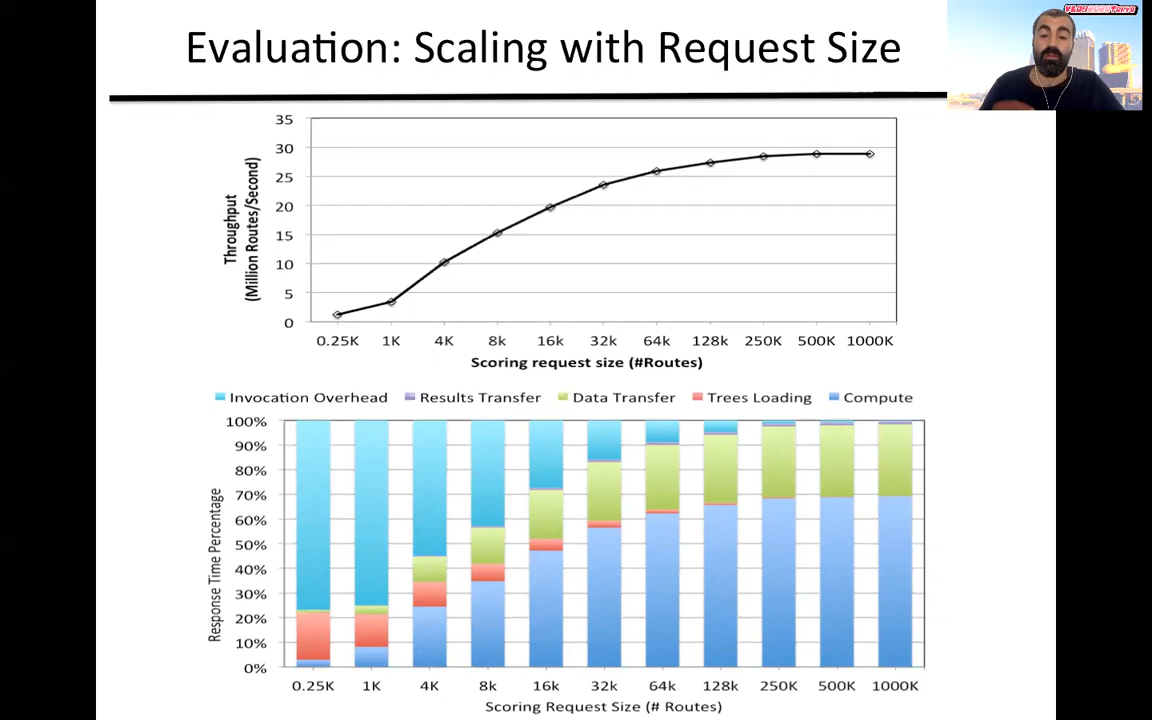 Evaluation: Scaling with Request Size
VLDB2020Tokyo
35
30
25
20
15
10
5
0
Throughput
(Million Routes/Second)
0.25K 1K 4K 8k 16k 32k 64k 128k 250K 500K 1000K
Scoring request size (#Routes)
Invocation Overhead Results Transfer Data Transfer Trees Loading Compute
100%
90%
80%
70%
60%
50%
40%
30%
20%
10%
0%
Response Time Percentage
0.25K 1K 4K 8k 16k 32k 64k 128k 250K 500K 1000K
Scoring Request Size (# Routes)